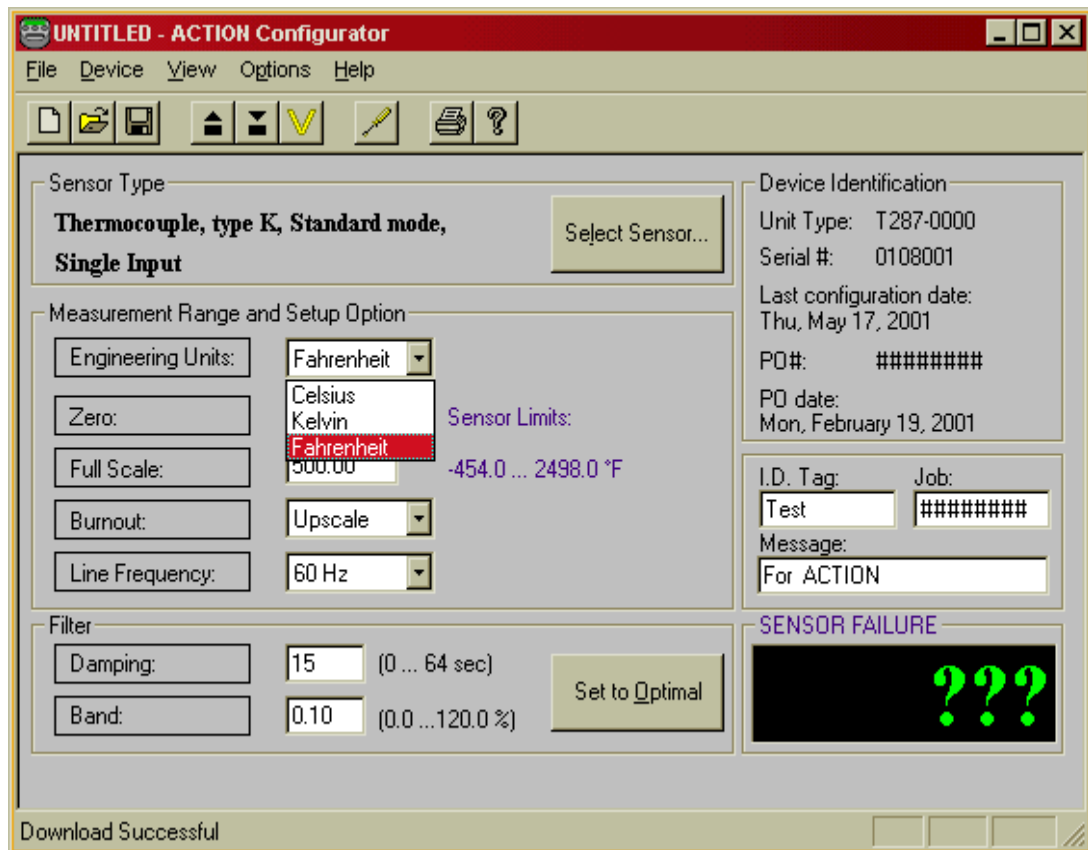 UNTITLED - ACTION Configurator
File Device View Options Help
Sensor Type
Thermocouple, type K, Standard mode,
Single Input
Select Sensor...
Measurement Range and Setup Option
Engineering Units: Fahrenheit
Celsius
Kelvin
Fahrenheit
Zero: Sensor Limits:
Full Scale: 500.00 -454.0 ... 2498.0 °F
Burnout: Upscale
Line Frequency: 60 Hz
Filter
Damping: 15 (0 ... 64 sec)
Band: 0.10 (0.0 ...120.0 %)
Set to Optimal
Device Identification
Unit Type: T287-0000
Serial #: 0108001
Last configuration date:
Thu, May 17, 2001
PO#: ########
PO date:
Mon, February 19, 2001
I.D. Tag: Job:
Test ########
Message:
For ACTION
SENSOR FAILURE
???
Download Successful